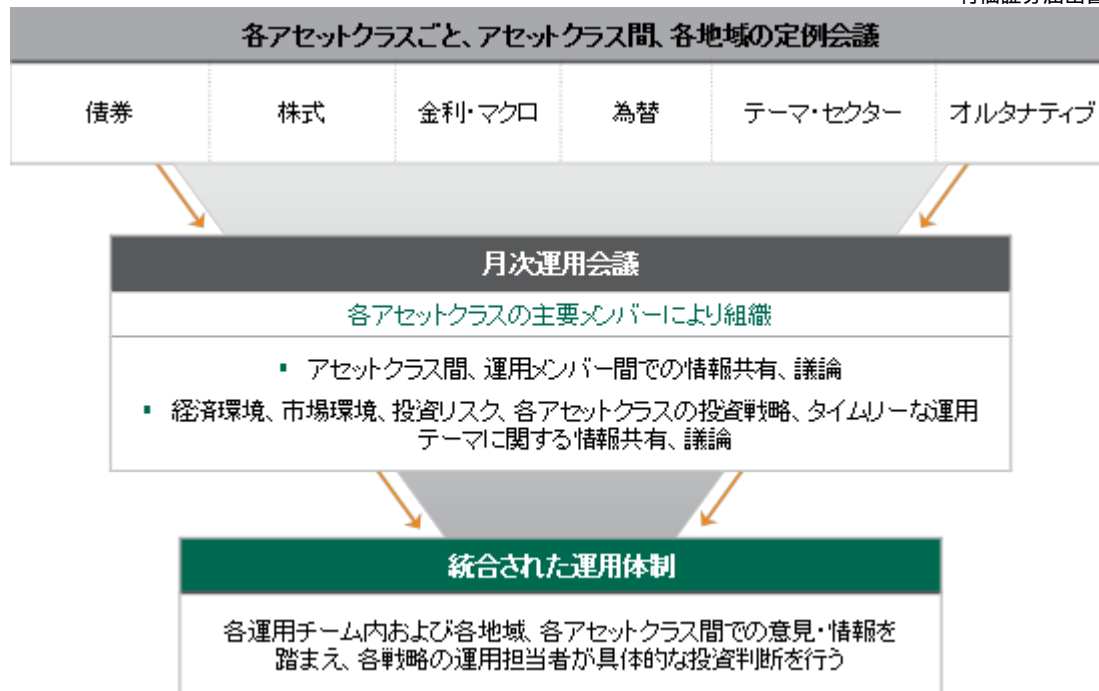 各アセットクラスごと、アセットクラス間、各地域の定例会議
債券 株式 金利・マクロ 為替 テーマ・セクター オルタナティブ
月次運用会議
各アセットクラスの主要メンバーにより組織
▪ アセットクラス間、運用メンバー間での情報共有、議論
▪ 経済環境、市場環境、投資リスク、各アセットクラスの投資戦略、タイムリーな運用
テーマに関する情報共有、議論
統合された運用体制
各運用チーム内および各地域、各アセットクラス間での意見・情報を
踏まえ、各戦略の運用担当者が具体的な投資判断を行う